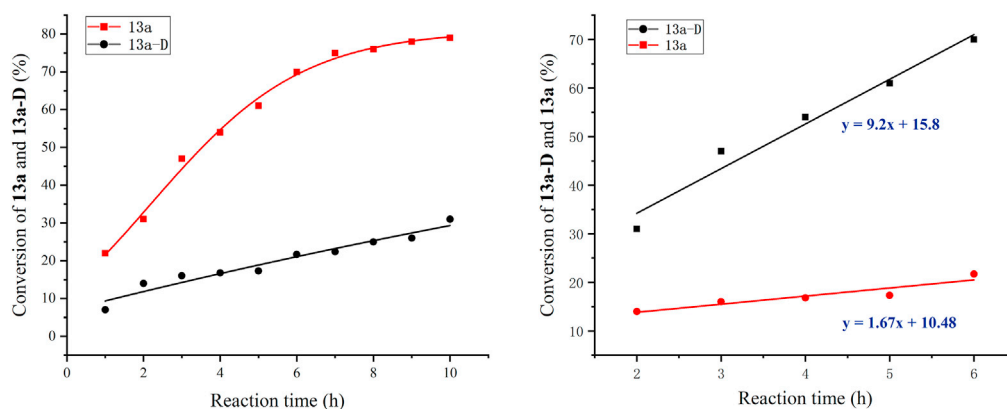 13a
13a-D
Conversion of 13a and 13a-D (%)
80
70
60
50
40
30
20
10
0
0
2
4
6
8
10
Reaction time (h)
13a-D
13a
Conversion of 13a-D and 13a (%)
70
60
50
40
30
20
10
y = 9.2x + 15.8
y = 1.67x + 10.48
2
3
4
5
6
Reaction time (h)